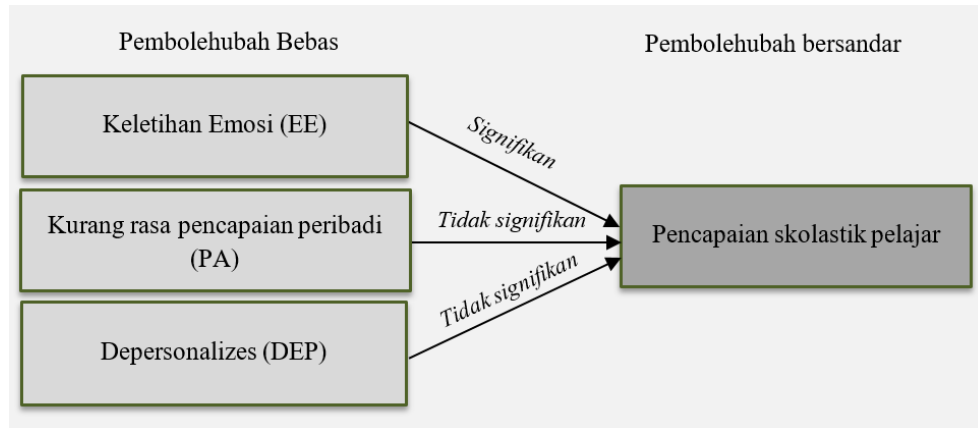 Pembolehubah Bebas
Pembolehubah bersandar
Keletihan Emosi (EE)
Signifikan
Kurang rasa pencapaian peribadi
(PA)
Tidak signifikan
Pencapaian skolastik pelajar
Tidak signifikan
Depersonalizes (DEP)